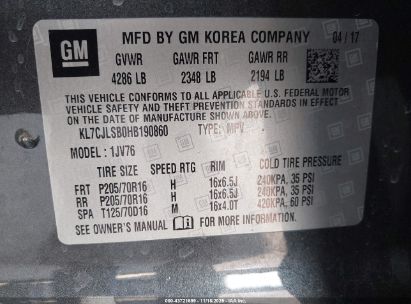 GM
MFD BY GM KOREA COMPANY 04/17
GVWR GAWR FRT GAWR RR
4286 LB 2348 LB 2194 LB
THIS VEHICLE CONFORMS TO ALL APPLICABLE U.S. FEDERAL MOTOR
VEHICLE SAFETY, BUMPER, AND THEFT PREVENTION STANDARDS IN EFFECT
ON THE DATE OF MANUFACTURE SHOWN ABOVE.
KL7CJLSB0HB190860 TYPE: MPV
MODEL: 1JV76
TIRE SIZE SPEED RTG RIM COLD TIRE PRESSURE
FRT P205/70R16 H 16x6.5J 240KPA, 35 PSI
RR P205/70R16 H 16x6.5J 240KPA, 35 PSI
SPA T125/70D16 M 16x4.0T 420KPA, 60 PSI
SEE OWNER'S MANUAL FOR MORE INFORMATION.